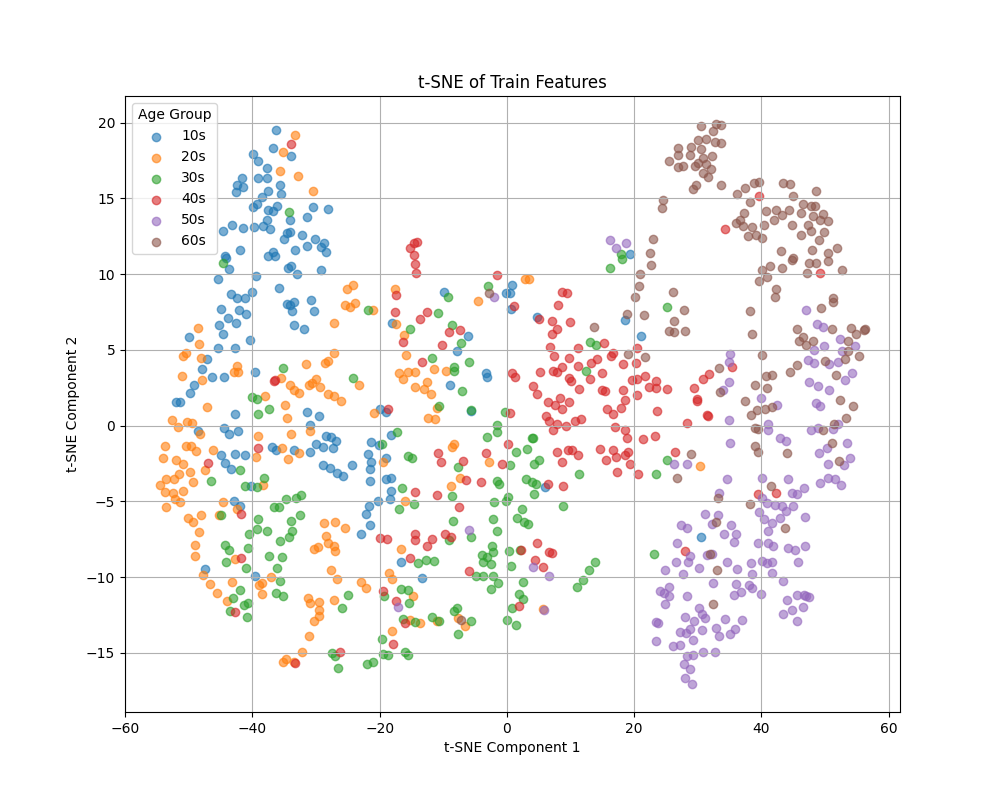 t-SNE of Train Features
Age Group
10s
20s
30s
40s
50s
60s
20
15
10
5
0
−5
−10
−15
t-SNE Component 2
−60 −40 −20 0 20 40 60
t-SNE Component 1